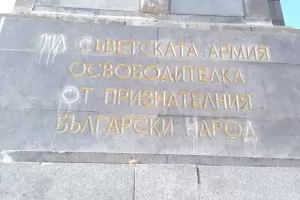 НА СЪВЕТСКАТА АРМИЯ
ОСВОБОДИТЕЛКА
ОТ ПРИЗНАТЕЛНИЯ
БЪЛГАРСКИ НАРОД